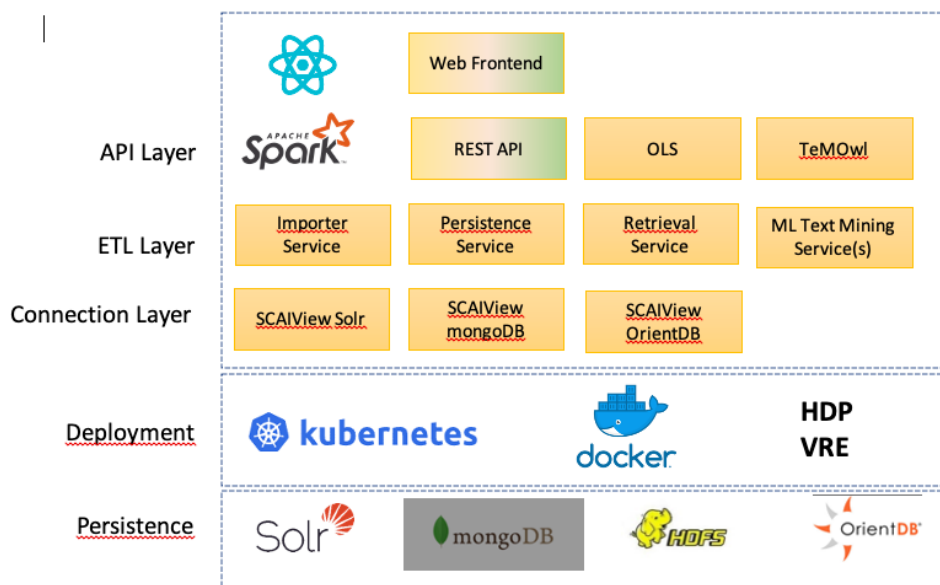 Web Frontend
API Layer
APACHE
Spark™
REST API
OLS
TeMOwl
ETL Layer
Importer
Service
Persistence
Service
Retrieval
Service
ML Text Mining
Service(s)
Connection Layer
SCAIView Solr
SCAIView
mongoDB
SCAIView
OrientDB
Deployment
kubernetes
docker
HDP
VRE
Persistence
Solr
mongoDB
HDFS
OrientDB